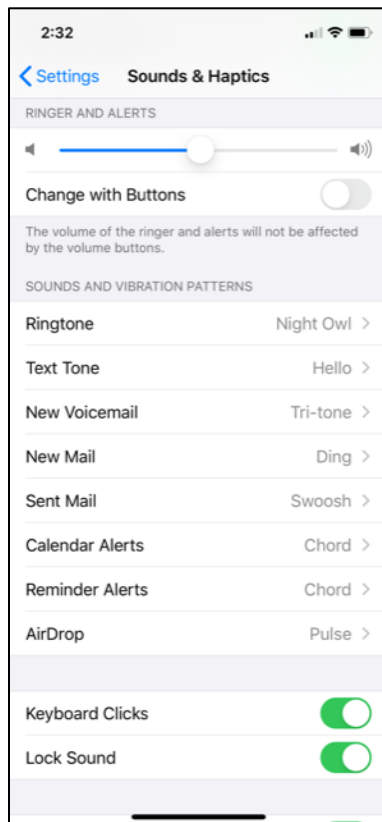 2:32
Settings Sounds & Haptics
RINGER AND ALERTS
Change with Buttons
The volume of the ringer and alerts will not be affected
by the volume buttons.
SOUNDS AND VIBRATION PATTERNS
Ringtone Night Owl
Text Tone Hello
New Voicemail Tri-tone
New Mail Ding
Sent Mail Swoosh
Calendar Alerts Chord
Reminder Alerts Chord
AirDrop Pulse
Keyboard Clicks
Lock Sound